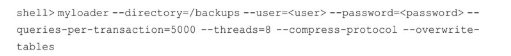 shell> myloader --directory=/backups --user=<user> --password=<password> --
queries-per-transaction=5000 --threads=8 --compress-protocol --overwrite-
tables